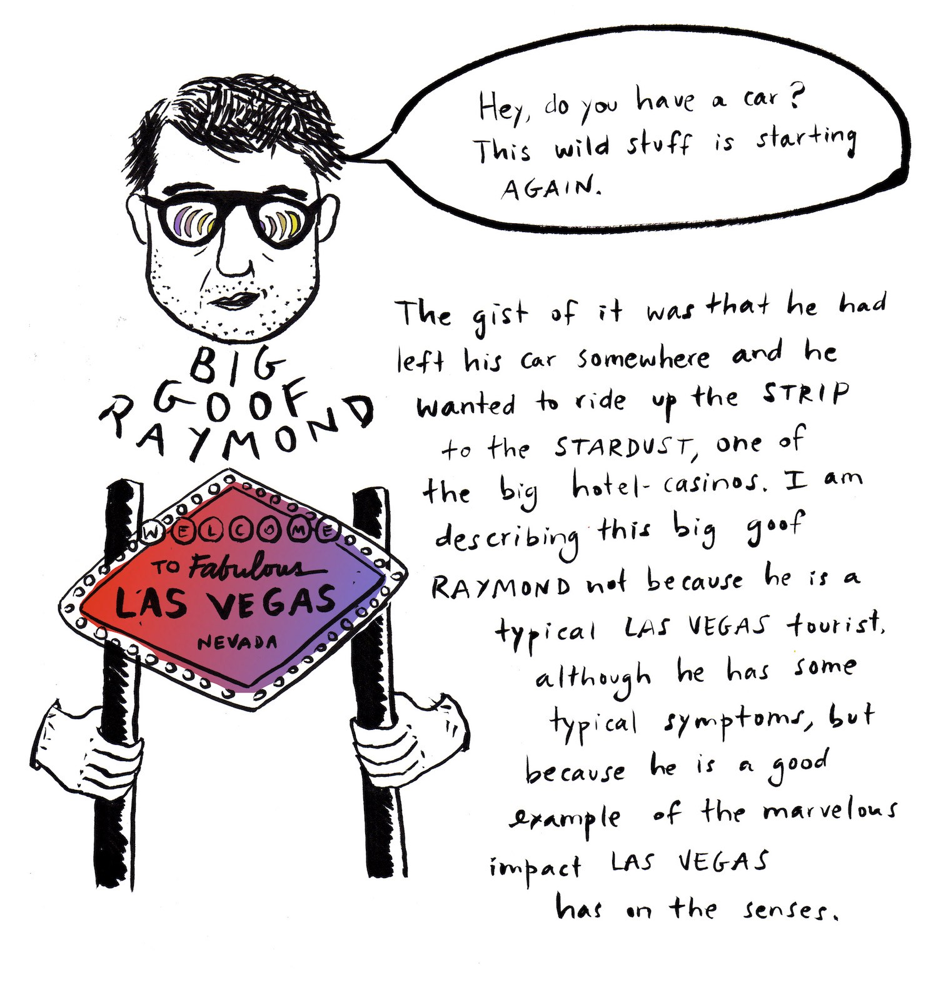 Hey, do you have a car?
This wild stuff is starting
AGAIN.
BIG
GOOF
RAYMOND
WELCOME
TO Fabulous
LAS VEGAS
NEVADA
The gist of it was that he had
left his car somewhere and he
wanted to ride up the STRIP
to the STARDUST, one of
the big hotel-casinos. I am
describing this big goof
RAYMOND not because he is a
typical LAS VEGAS tourist,
although he has some
typical symptoms, but
because he is a good
example of the marvelous
impact LAS VEGAS
has on the senses.